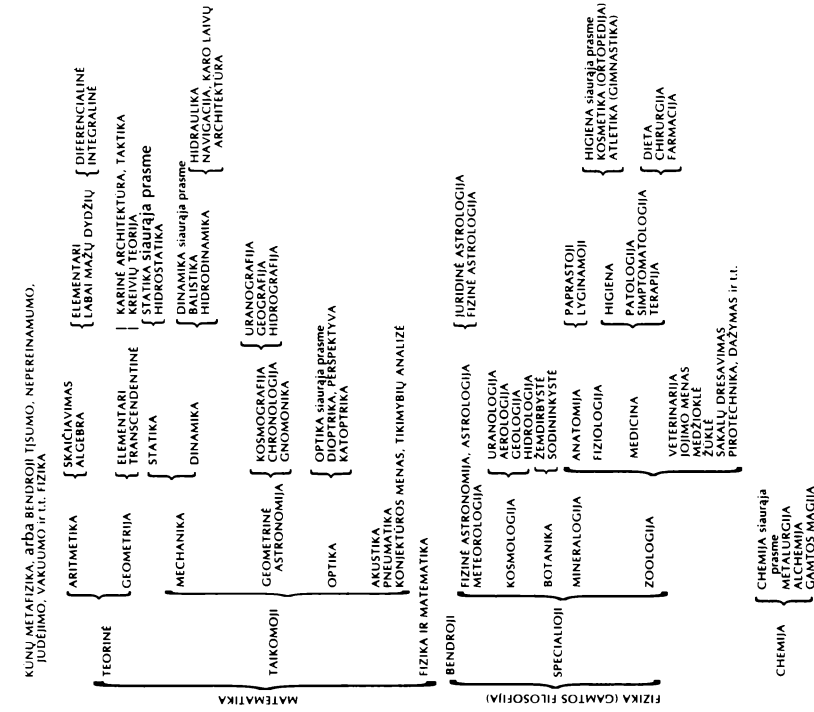 KŪNŲ METAFIZIKA, arba BENDROJI TĮSUMO, NEPEREINAMUMO,
JUDĖJIMO, VAKUUMO ir t.t. FIZIKA
MATEMATIKA
TEORINĖ
ARITMETIKA
SKAIČIAVIMAS
ALGEBRA
ELEMENTARI
LABAI MAŽŲ DYDŽIŲ
DIFERENCIALINĖ
INTEGRALINĖ
GEOMETRIJA
ELEMENTARI
TRANSCENDENTINĖ
KARINĖ ARCHITEKTŪRA, TAKTIKA
KREIVIŲ TEORIJA
TAIKOMOJI
MECHANIKA
STATIKA
STATIKA siaurąja prasme
HIDROSTATIKA
DINAMIKA
DINAMIKA siaurąja prasme
BALISTIKA
HIDRODINAMIKA
HIDRAULIKA
NAVIGACIJA, KARO LAIVŲ
ARCHITEKTŪRA
GEOMETRINĖ
ASTRONOMIJA
KOSMOGRAFIJA
CHRONOLOGIJA
GNOMONIKA
URANOGRAFIJA
GEOGRAFIJA
HIDROGRAFIJA
OPTIKA
OPTIKA siaurąja prasme
DIOPTRIKA, PERSPEKTYVA
KATOPTRIKA
AKUSTIKA
PNEUMATIKA
KONJEKTŪROS MENAS, TIKIMYBIŲ ANALIZĖ
FIZIKA IR MATEMATIKA
FIZIKA (GAMTOS FILOSOFIJA)
BENDROJI
SPECIALIOJI
FIZINĖ ASTRONOMIJA, ASTROLOGIJA
METEOROLOGIJA
JURIDINĖ ASTROLOGIJA
FIZINĖ ASTROLOGIJA
KOSMOLOGIJA
URANOLOGIJA
AEROLOGIJA
GEOLOGIJA
HIDROLOGIJA
BOTANIKA
ŽEMDIRBYSTĖ
SODININKYSTĖ
MINERALOGIJA
ZOOLOGIJA
ANATOMIJA
PAPRASTOJI
LYGINAMOJI
FIZIOLOGIJA
MEDICINA
HIGIENA
HIGIENA siaurąja prasme
KOSMETIKA (ORTOPEDIJA)
ATLETIKA (GIMNASTIKA)
PATOLOGIJA
SIMPTOMATOLOGIJA
TERAPIJA
DIETA
CHIRURGIJA
FARMACIJA
VETERINARIJA
JOJIMO MENAS
MEDŽIOKLĖ
ŽŪKLĖ
SAKALŲ DRESAVIMAS
PIROTECHNIKA, DAŽYMAS ir t.t.
CHEMIJA
CHEMIJA siaurąja
prasme
METALURGIJA
ALCHEMIJA
GAMTOS MAGIJA